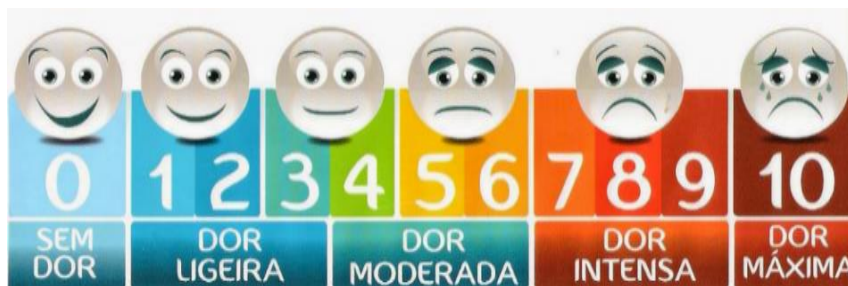 0 1 2 3 4 5 6 7 8 9 10
SEM DOR DOR DOR DOR
DOR LIGEIRA MODERADA INTENSA MÁXIMA